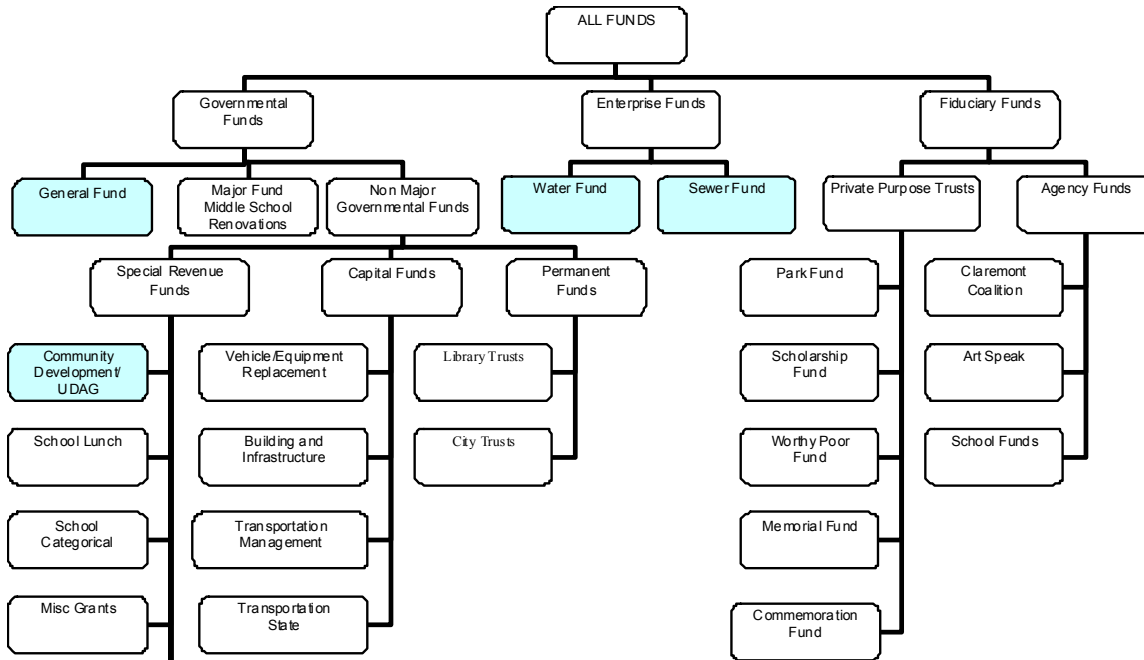 ALL FUNDS
Governmental
Funds
Enterprise Funds
Fiduciary Funds
General Fund
Major Fund
Middle School
Renovations
Non Major
Governmental Funds
Water Fund
Sewer Fund
Private Purpose Trusts
Agency Funds
Special Revenue
Funds
Capital Funds
Permanent
Funds
Park Fund
Claremont
Coalition
Community
Development/
UDAG
Vehicle/Equipment
Replacement
Library Trusts
Scholarship
Fund
Art Speak
School Lunch
Building and
Infrastructure
City Trusts
Worthy Poor
Fund
School Funds
School
Categorical
Transportation
Management
Memorial Fund
Misc Grants
Transportation
State
Commemoration
Fund